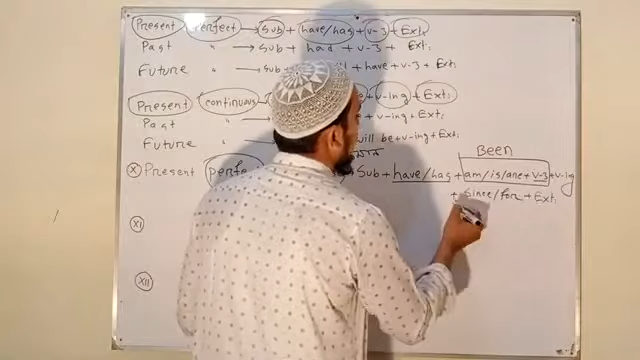 Present Perfect → Sub + have/has + v-3 + Ext:
Past " → Sub + had + v-3 + Ext:
Future " → sub + have + v-3 + Ext:
Present continuous + v-ing + Ext:
Past " + v-ing + Ext:
Future " will be + v-ing + Ext:
Been
(X) Present Sub + have/has + am/is/are + v-3 + v-ing
+ Since/for + Ext:
(XI)
(XII)